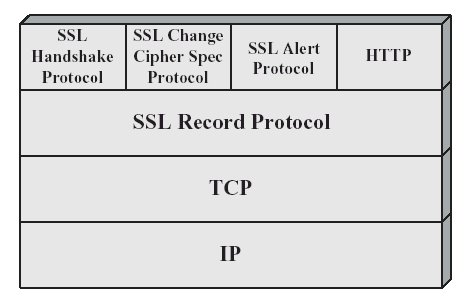 SSL
Handshake
Protocol
SSL Change
Cipher Spec
Protocol
SSL Alert
Protocol
HTTP
SSL Record Protocol
TCP
IP